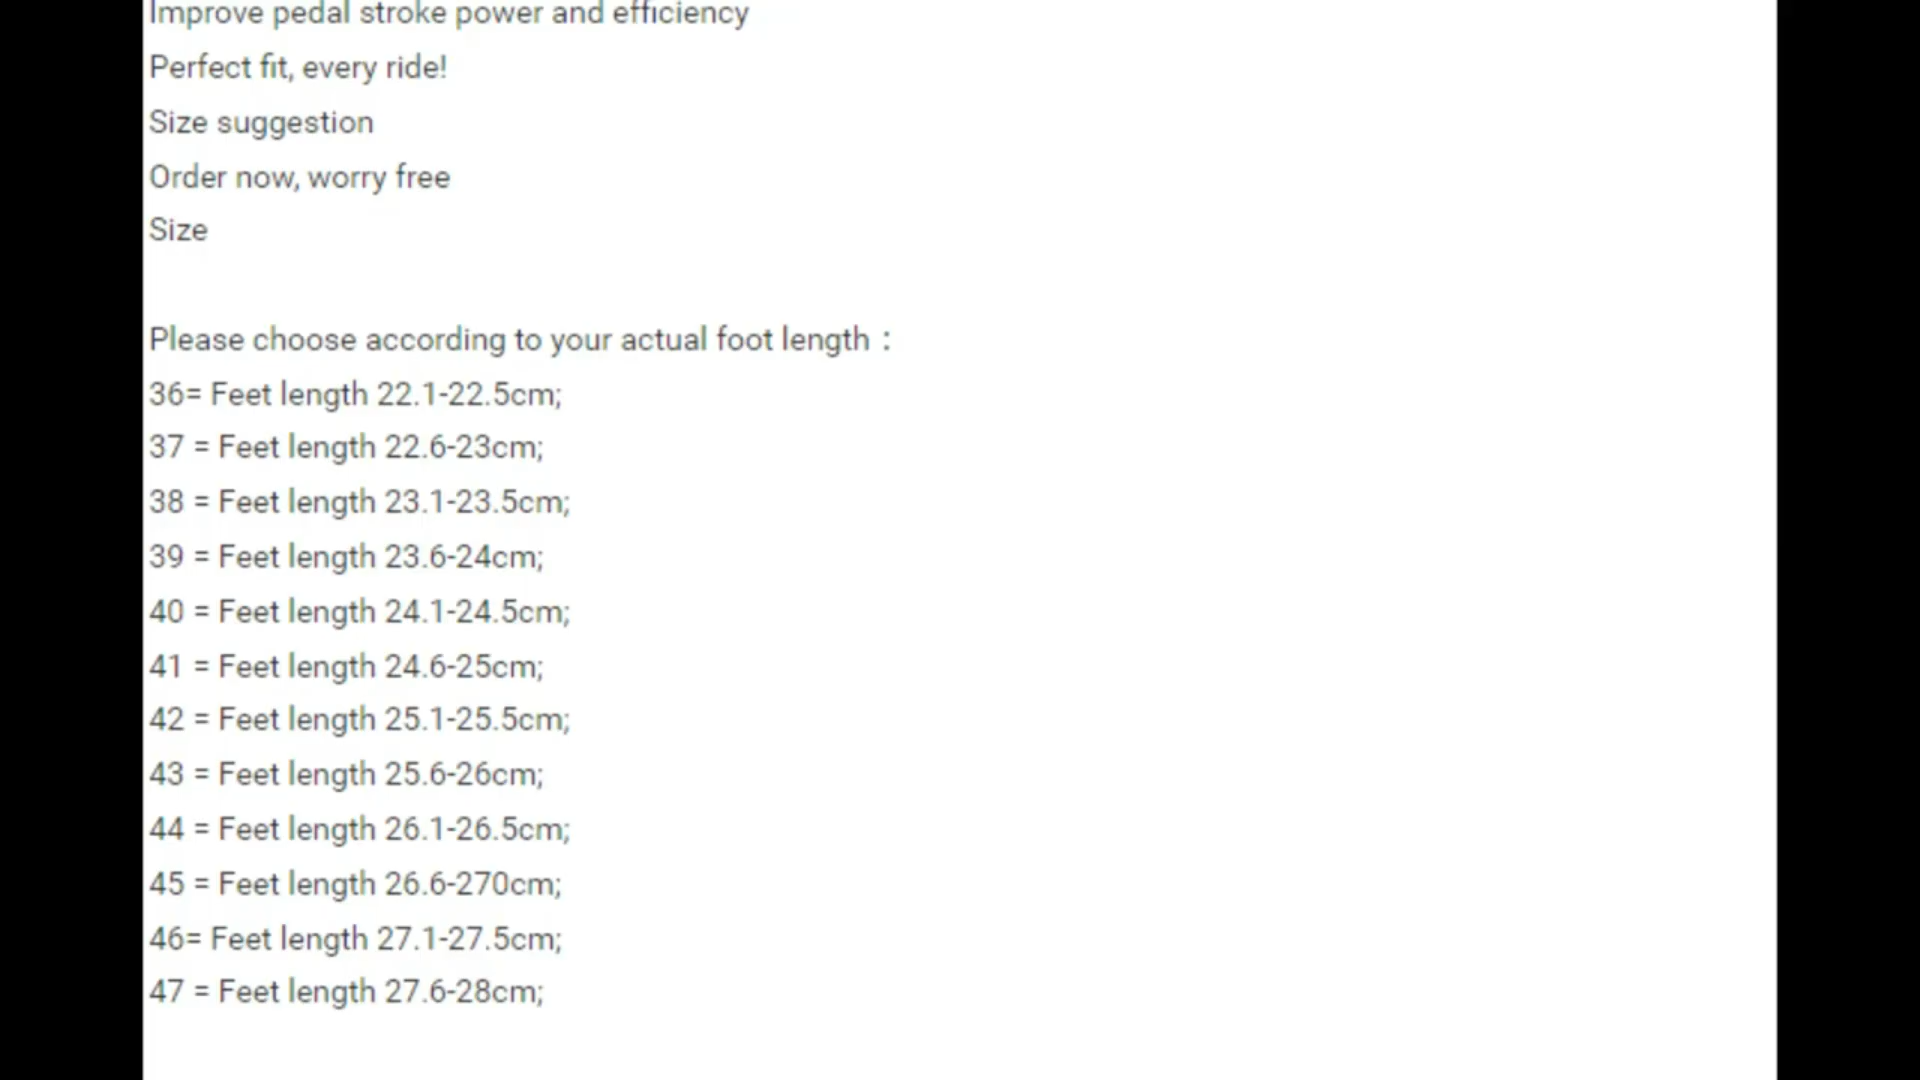 Improve pedal stroke power and efficiency
Perfect fit, every ride!
Size suggestion
Order now, worry free
Size
Please choose according to your actual foot length：
36= Feet length 22.1-22.5cm;
37 = Feet length 22.6-23cm;
38 = Feet length 23.1-23.5cm;
39 = Feet length 23.6-24cm;
40 = Feet length 24.1-24.5cm;
41 = Feet length 24.6-25cm;
42 = Feet length 25.1-25.5cm;
43 = Feet length 25.6-26cm;
44 = Feet length 26.1-26.5cm;
45 = Feet length 26.6-270cm;
46= Feet length 27.1-27.5cm;
47 = Feet length 27.6-28cm;